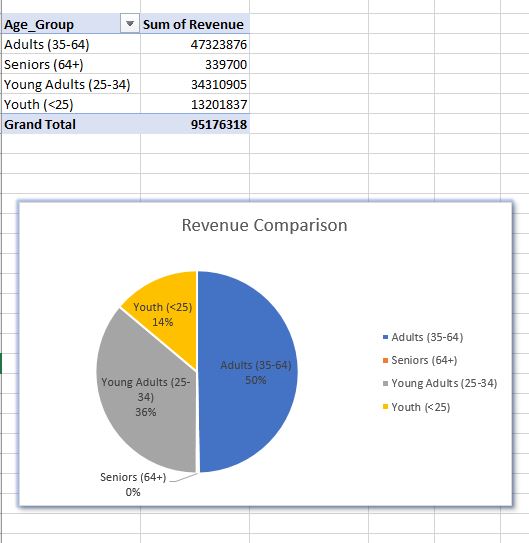 Age_Group Sum of Revenue
Adults (35-64) 47323876
Seniors (64+) 339700
Young Adults (25-34) 34310905
Youth (<25) 13201837
Grand Total 95176318
Revenue Comparison
Youth (<25)
14%
Adults (35-64)
50%
Young Adults (25-
34)
36%
Seniors (64+)
0%
Adults (35-64)
Seniors (64+)
Young Adults (25-34)
Youth (<25)